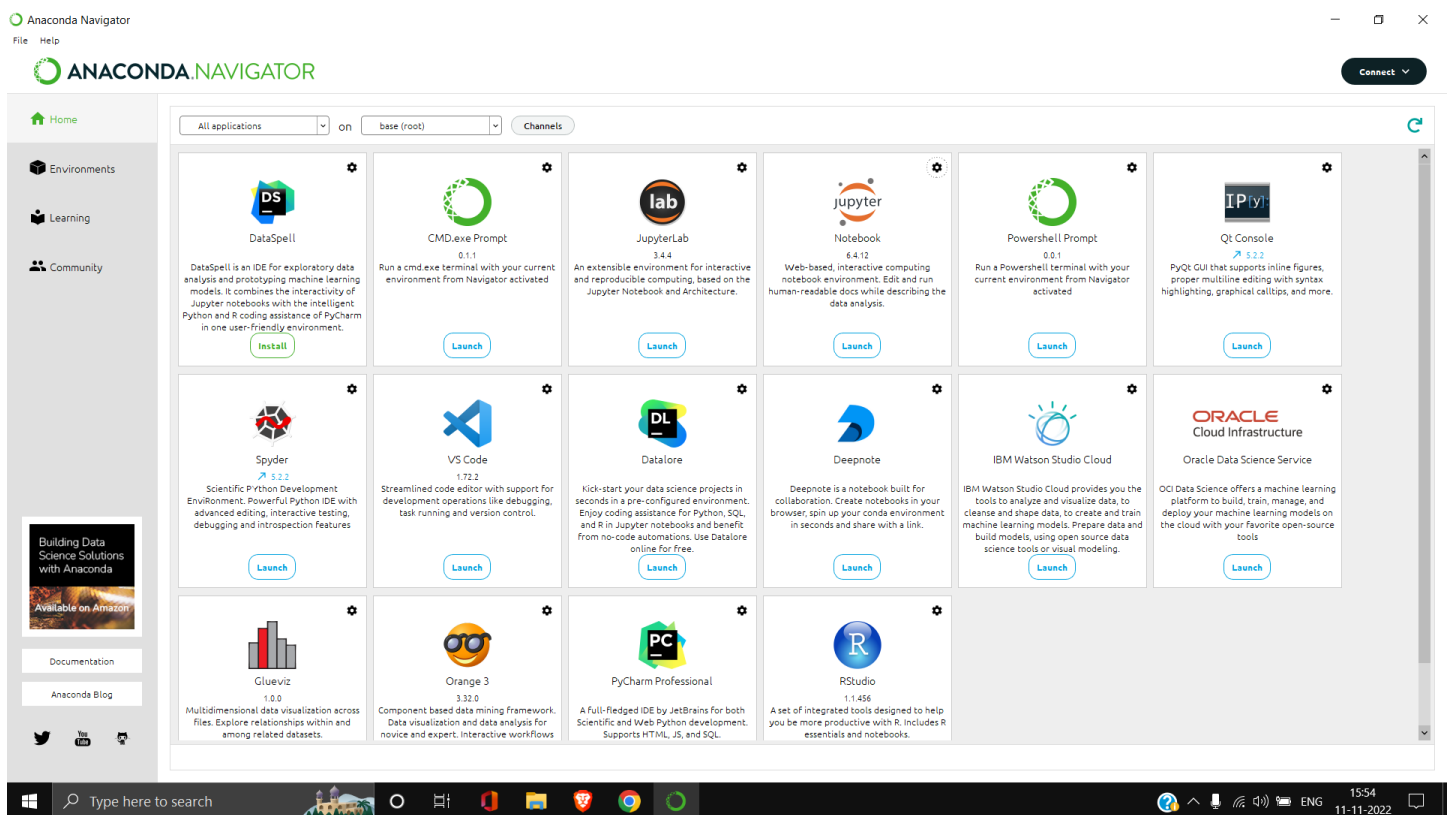 Anaconda Navigator
File Help
ANACONDA.NAVIGATOR
Connect
Home
Environments
Learning
Community
All applications
on
base (root)
Channels
DS
DataSpell
DataSpell is an IDE for exploratory data
analysis and prototyping machine learning
models. It combines the interactivity of
Jupyter notebooks with the intelligent
Python and R coding assistance of PyCharm
in one user-friendly environment.
Install
CMD.exe Prompt
0.1.1
Run a cmd.exe terminal with your current
environment from Navigator activated
Launch
lab
JupyterLab
3.4.4
An extensible environment for interactive
and reproducible computing, based on the
Jupyter Notebook and Architecture.
Launch
jupyter
Notebook
6.4.12
Web-based, interactive computing
notebook environment. Edit and run
human-readable docs while describing the
data analysis.
Launch
Powershell Prompt
0.0.1
Run a Powershell terminal with your
current environment from Navigator
activated
Launch
IP[y]:
Qt Console
5.2.2
PyQt GUI that supports inline figures,
proper multiline editing with syntax
highlighting, graphical calltips, and more.
Launch
Spyder
5.2.2
Scientific PYthon Development
EnviRonment. Powerful Python IDE with
advanced editing, interactive testing,
debugging and introspection features
Launch
VS Code
1.72.2
Streamlined code editor with support for
development operations like debugging,
task running and version control.
Launch
DL
Datalore
Kick-start your data science projects in
seconds in a pre-configured environment.
Enjoy coding assistance for Python, SQL,
and R in Jupyter notebooks and benefit
from no-code automations. Use Datalore
online for free.
Launch
Deepnote
Deepnote is a notebook built for
collaboration. Create notebooks in your
browser, spin up your conda environment
in seconds and share with a link.
Launch
IBM Watson Studio Cloud
IBM Watson Studio Cloud provides you the
tools to analyze and visualize data, to
cleanse and shape data, to create and train
machine learning models. Prepare data and
build models, using open source data
science tools or visual modeling.
Launch
ORACLE
Cloud Infrastructure
Oracle Data Science Service
OCI Data Science offers a machine learning
platform to build, train, manage, and
deploy your machine learning models on
the cloud with your favorite open-source
tools
Launch
Glueviz
1.0.0
Multidimensional data visualization across
files. Explore relationships within and
among related datasets.
Orange 3
3.32.0
Component based data mining framework.
Data visualization and data analysis for
novice and expert. Interactive workflows
PC
PyCharm Professional
A full-fledged IDE by JetBrains for both
Scientific and Web Python development.
Supports HTML, JS, and SQL.
R
RStudio
1.1.456
A set of integrated tools designed to help
you be more productive with R. Includes R
essentials and notebooks.
Building Data
Science Solutions
with Anaconda
Available on Amazon
Documentation
Anaconda Blog
You
Tube
Type here to search
ENG
15:54
11-11-2022